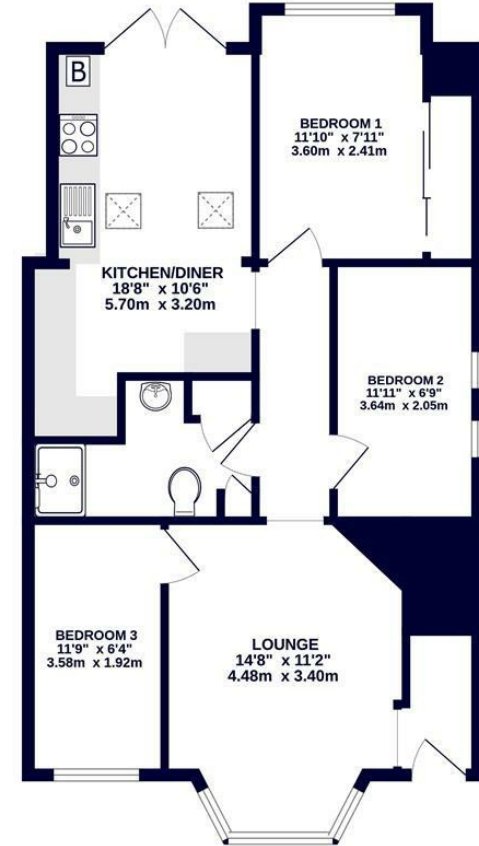 B
BEDROOM 1
11'10" x 7'11"
3.60m x 2.41m
KITCHEN/DINER
18'8" x 10'6"
5.70m x 3.20m
BEDROOM 2
11'11" x 6'9"
3.64m x 2.05m
BEDROOM 3
11'9" x 6'4"
3.58m x 1.92m
LOUNGE
14'8" x 11'2"
4.48m x 3.40m